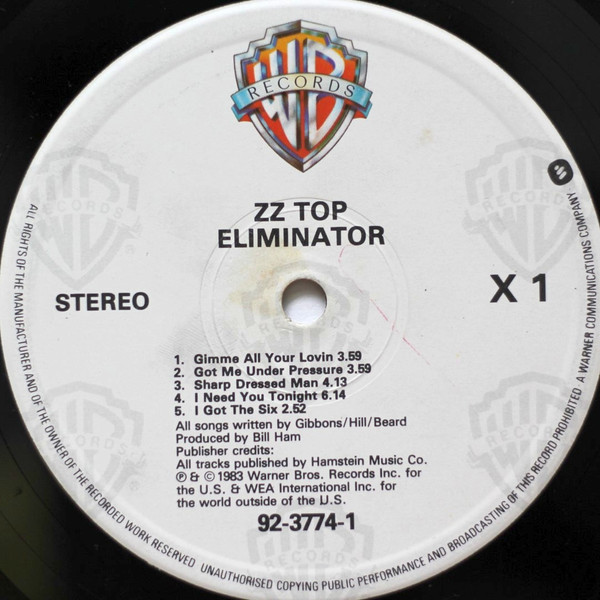 WB
RECORDS
ZZ TOP
ELIMINATOR
STEREO
X 1
1. Gimme All Your Lovin 3.59
2. Got Me Under Pressure 3.59
3. Sharp Dressed Man 4.13
4. I Need You Tonight 6.14
5. I Got The Six 2.52
All songs written by Gibbons/Hill/Beard
Produced by Bill Ham
Publisher credits:
All tracks published by Hamstein Music Co.
℗ & © 1983 Warner Bros. Records Inc. for
the U.S. & WEA International Inc. for
the world outside of the U.S.
92-3774-1
ALL RIGHTS OF THE MANUFACTURER AND OF THE OWNER OF THE RECORDED WORK RESERVED UNAUTHORISED COPYING PUBLIC PERFORMANCE AND BROADCASTING OF THIS RECORD PROHIBITED A WARNER COMMUNICATIONS COMPANY